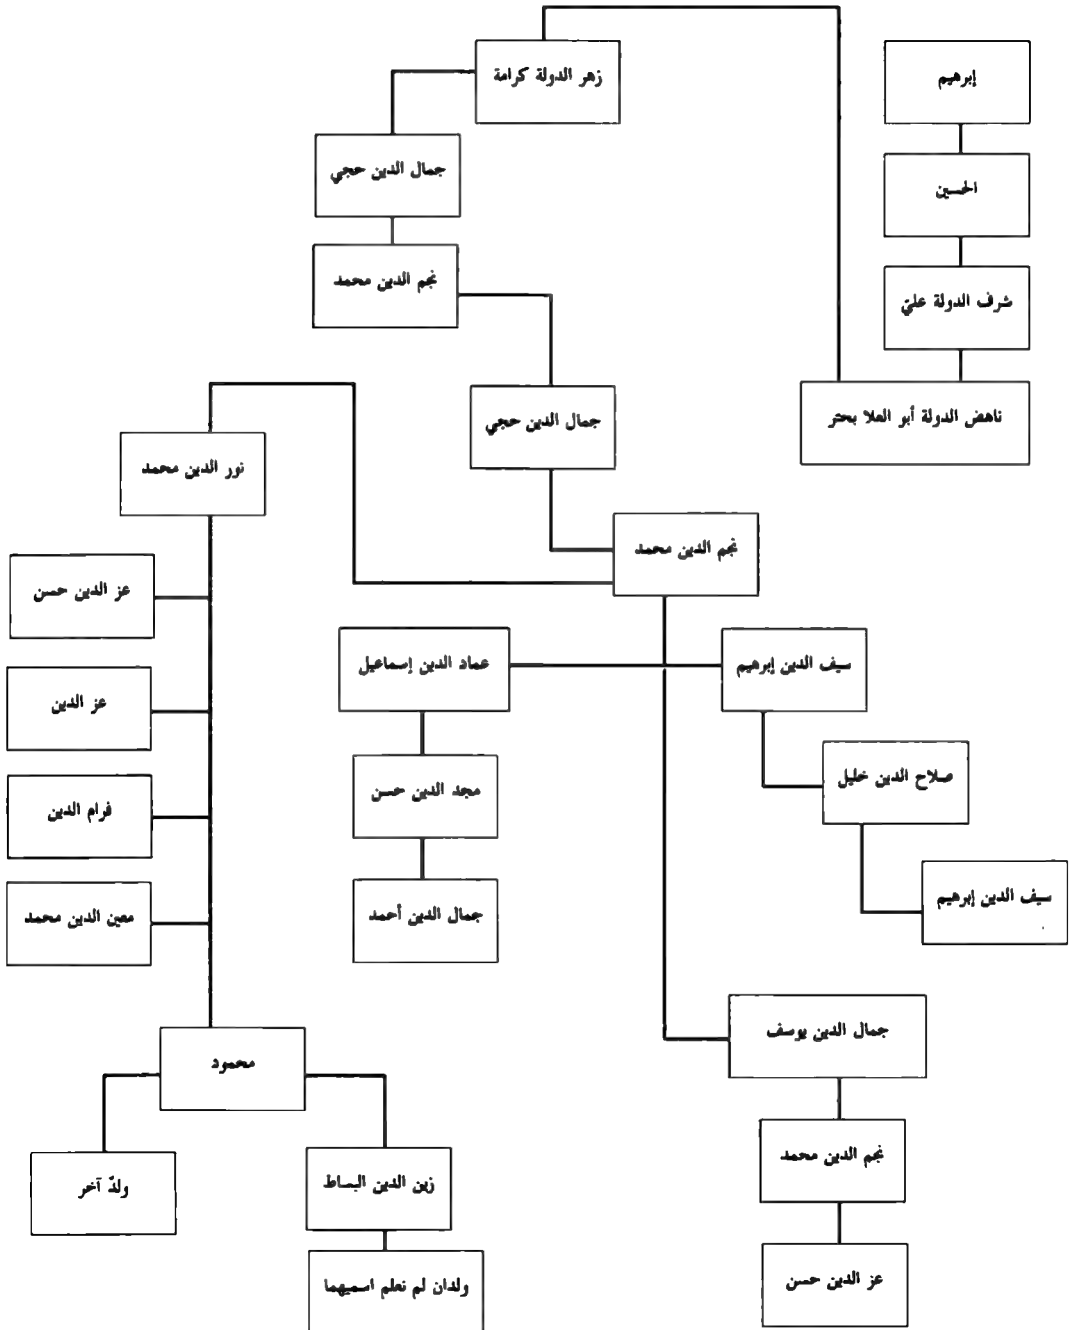 زهر الدولة كرامة
إبرهيم
جمال الدين حجي
الحسين
نجم الدين محمد
شرف الدولة عليّ
ناهض الدولة أبو العلا بحتر
جمال الدين حجي
نور الدين محمد
نجم الدين محمد
عز الدين حسن
سيف الدين إبرهيم
عماد الدين إسماعيل
عز الدين
صلاح الدين خليل
مجد الدين حسن
فرام الدين
سيف الدين إبرهيم
جمال الدين أحمد
معين الدين محمد
جمال الدين يوسف
محمود
نجم الدين محمد
زين الدين البساط
ولدٌ آخر
عز الدين حسن
ولدان لم نعلم اسميهما